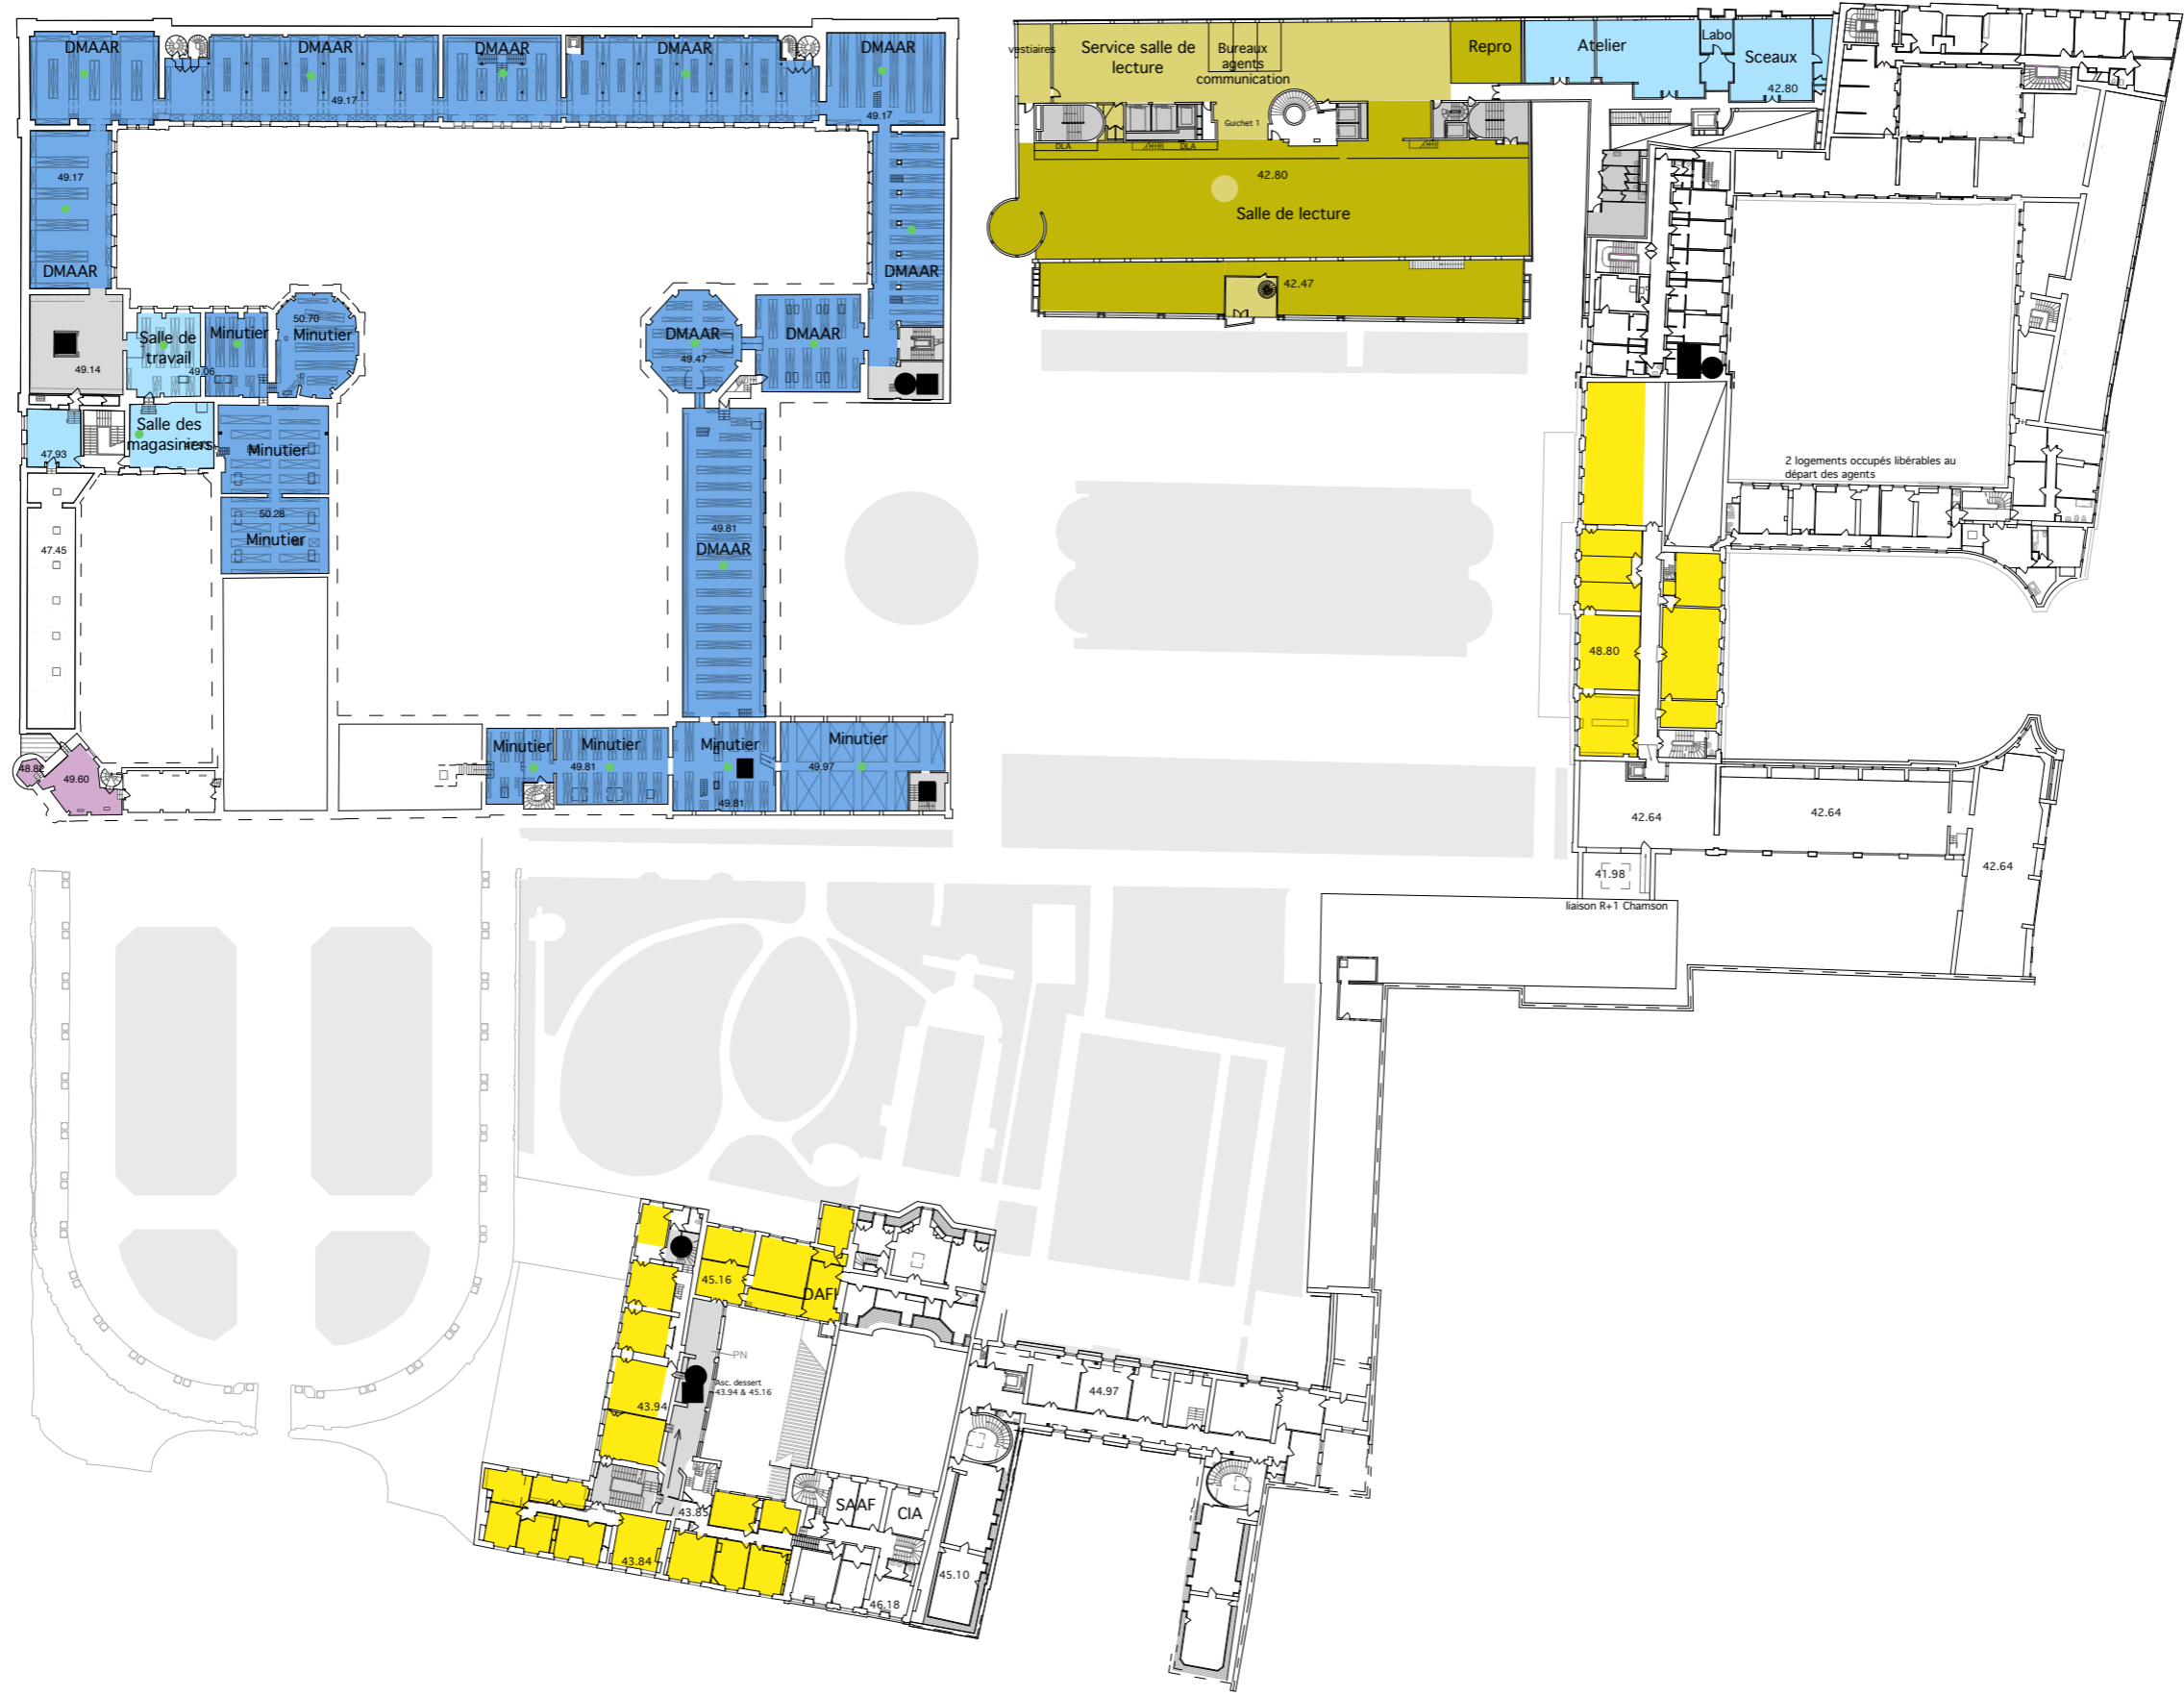 DMAAR
DMAAR
DMAAR
DMAAR
DMAAR
49.17
49.17
49.17
DMAAR
DMAAR
vestiaires
Service salle de
lecture
Bureaux
agents
communication
Repro
Atelier
Labo
Sceaux
42.80
Guichet 1
DLA
DLA
42.80
Salle de lecture
42.47
49.14
Salle de
travail
49.06
Minutier
50.70
Minutier
DMAAR
49.47
DMAAR
Salle des
magasiniers
47.93
Minutier
50.28
Minutier
47.45
49.81
DMAAR
2 logements occupés libérables au
départ des agents
48.80
48.82
49.60
Minutier
Minutier
49.81
Minutier
49.81
Minutier
49.97
42.64
42.64
42.64
41.98
liaison R+1 Chamson
45.16
DAFI
PN
Asc. dessert
43.94 & 45.16
43.94
44.97
43.85
SAAF
CIA
43.84
45.10
46.18